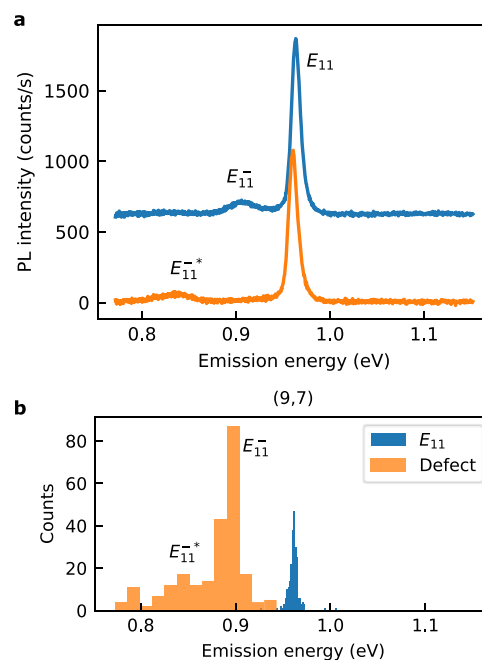 a
E₁₁
E₁₁⁻
E₁₁⁻*
PL intensity (counts/s)
1500
1000
500
0
0.8 0.9 1.0 1.1
Emission energy (eV)
b
(9,7)
E₁₁
Defect
E₁₁⁻
E₁₁⁻*
Counts
80
60
40
20
0
0.8 0.9 1.0 1.1
Emission energy (eV)